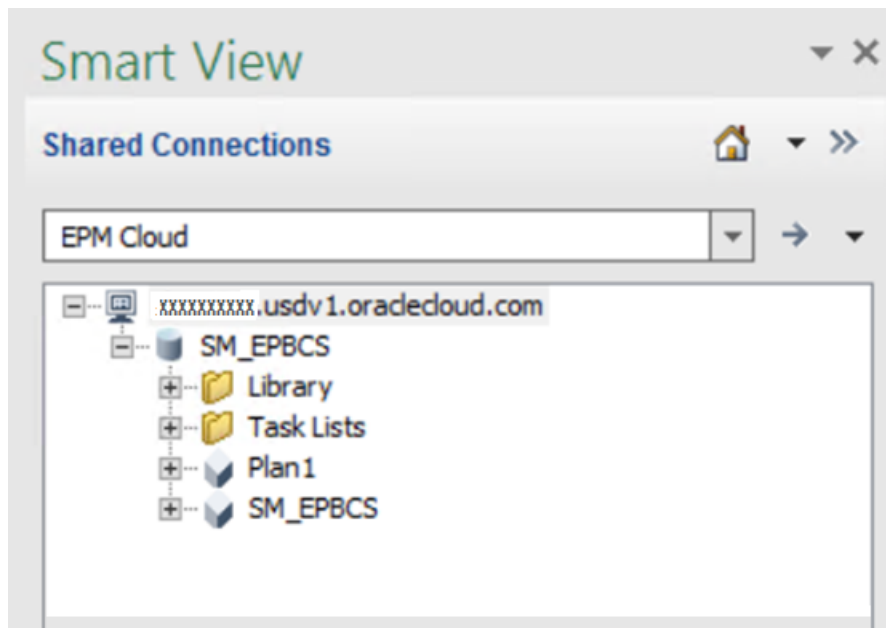 Smart View
Shared Connections
EPM Cloud
xxxxxxxxxx.usdv1.oraclecloud.com
SM_EPBCS
Library
Task Lists
Plan1
SM_EPBCS